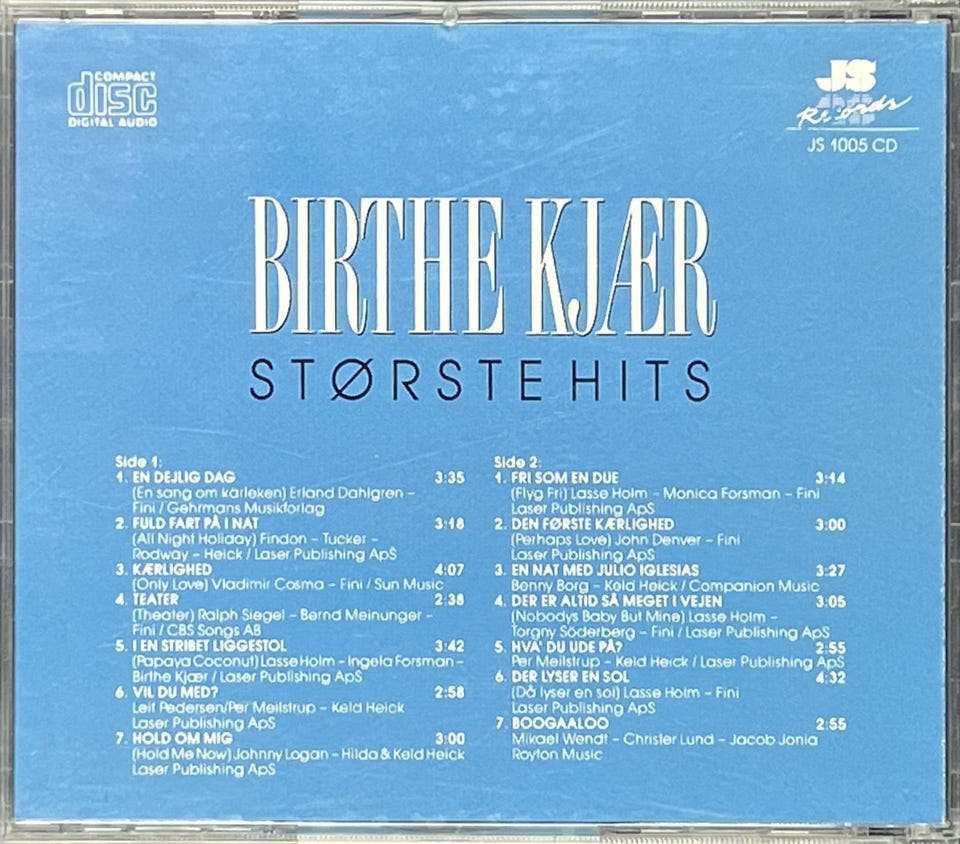 COMPACT
disc
DIGITAL AUDIO
JS
Records
JS 1005 CD
BIRTHE KJÆR
STØRSTE HITS
Side 1:
1. EN DEJLIG DAG 3:35
(En sang om kärleken) Erland Dahlgren –
Fini / Gehrmans Musikforlag
2. FULD FART PÅ I NAT 3:18
(All Night Holiday) Findon – Tucker –
Rodway – Heick / Laser Publishing ApS
3. KÆRLIGHED 4:07
(Only Love) Vladimir Cosma – Fini / Sun Music
4. TEATER 2:38
(Theater) Ralph Siegel – Bernd Meinunger –
Fini / CBS Songs AB
5. I EN STRIBET LIGGESTOL 3:42
(Papaya Coconut) Lasse Holm – Ingela Forsman –
Birthe Kjær / Laser Publishing ApS
6. VIL DU MED? 2:58
Leif Pedersen/Per Meilstrup – Keld Heick
Laser Publishing ApS
7. HOLD OM MIG 3:00
(Hold Me Now) Johnny Logan – Hilda & Keld Heick
Laser Publishing ApS
Side 2:
1. FRI SOM EN DUE 3:14
(Flyg Fri) Lasse Holm – Monica Forsman – Fini
Laser Publishing ApS
2. DEN FØRSTE KÆRLIGHED 3:00
(Perhaps Love) John Denver – Fini
Laser Publishing ApS
3. EN NAT MED JULIO IGLESIAS 3:27
Benny Borg – Keld Heick / Companion Music
4. DER ER ALTID SÅ MEGET I VEJEN 3:05
(Nobodys Baby But Mine) Lasse Holm –
Torgny Söderberg – Fini / Laser Publishing ApS
5. HVA' DU UDE PÅ? 2:55
Per Meilstrup – Keld Heick / Laser Publishing ApS
6. DER LYSER EN SOL 4:32
(Då lyser en sol) Lasse Holm – Fini
Laser Publishing ApS
7. BOOGAALOO 2:55
Mikael Wendt – Christer Lund – Jacob Jonia
Royton Music